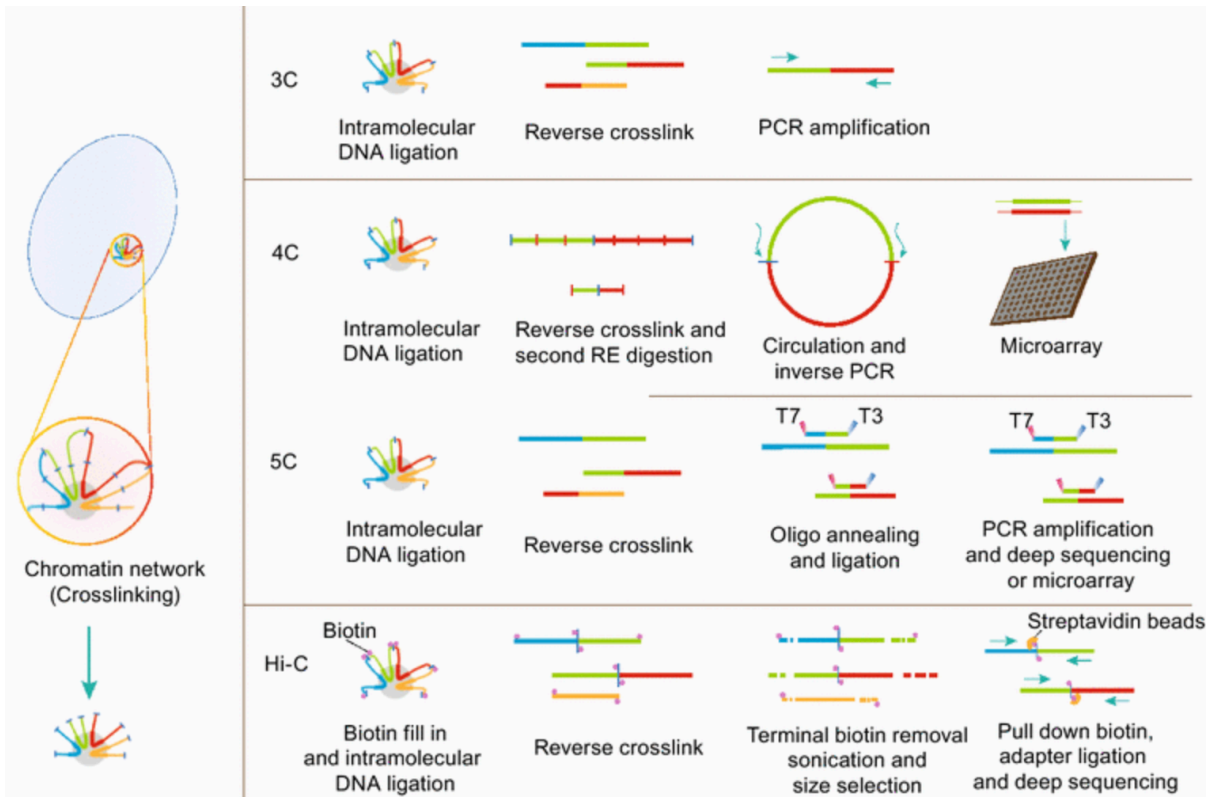 3C
Intramolecular
DNA ligation
Reverse crosslink
PCR amplification
4C
Intramolecular
DNA ligation
Reverse crosslink and
second RE digestion
Circulation and
inverse PCR
Microarray
5C
Intramolecular
DNA ligation
Reverse crosslink
T7 T3
Oligo annealing
and ligation
T7 T3
PCR amplification
and deep sequencing
or microarray
Chromatin network
(Crosslinking)
Hi-C
Biotin
Biotin fill in
and intramolecular
DNA ligation
Reverse crosslink
Terminal biotin removal
sonication and
size selection
Streptavidin beads
Pull down biotin,
adapter ligation
and deep sequencing